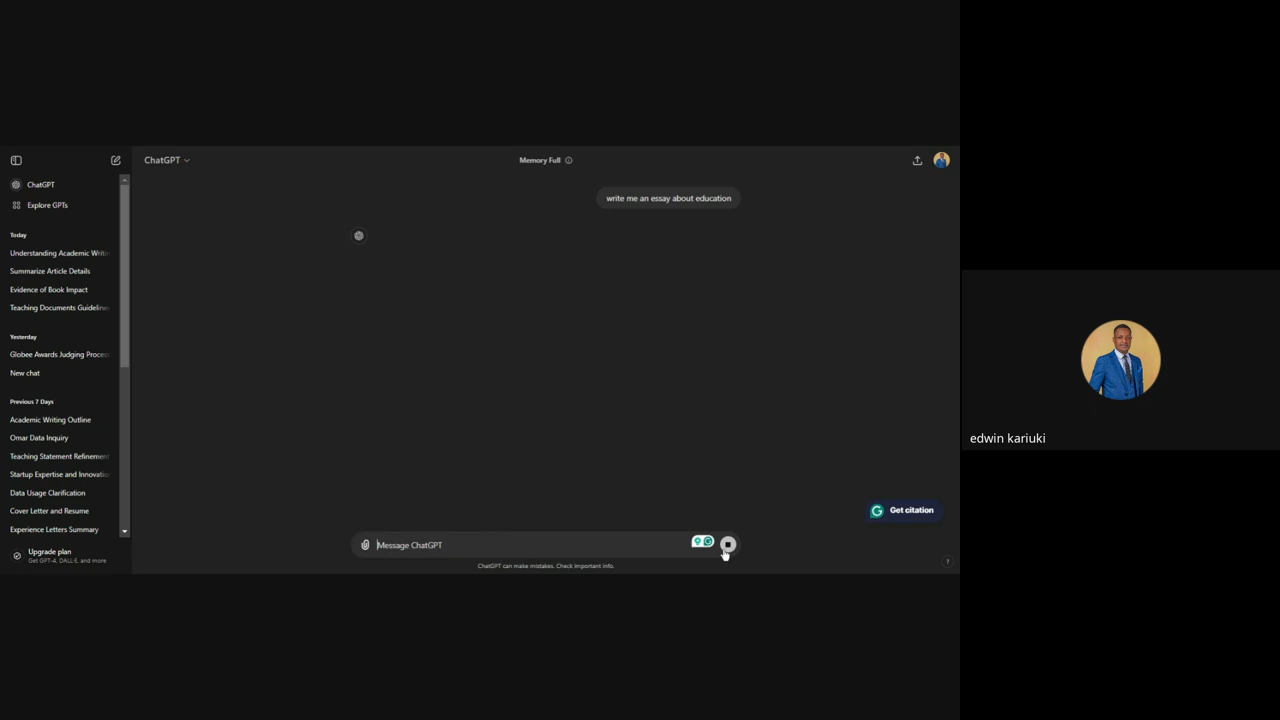 ChatGPT
Memory Full
ChatGPT
Explore GPTs
write me an essay about education
Today
Understanding Academic Writin
Summarize Article Details
Evidence of Book Impact
Teaching Documents Guideline
Yesterday
Globee Awards Judging Proces
New chat
Previous 7 Days
Academic Writing Outline
Omar Data Inquiry
Teaching Statement Refinement
Startup Expertise and Innovatio
Data Usage Clarification
Cover Letter and Resume
Experience Letters Summary
Upgrade plan
Get GPT-4, DALL·E, and more
Get citation
Message ChatGPT
ChatGPT can make mistakes. Check important info.
?
edwin kariuki